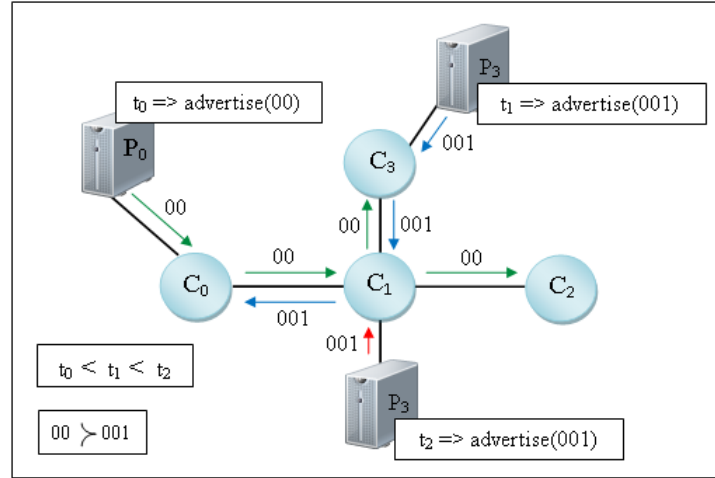 P₃
t₀ => advertise(00)
t₁ => advertise(001)
P₀
001
C₃
00
00
001
00
00
C₀
C₁
C₂
001
001
t₀ < t₁ < t₂
P₃
00 ≻ 001
t₂ => advertise(001)